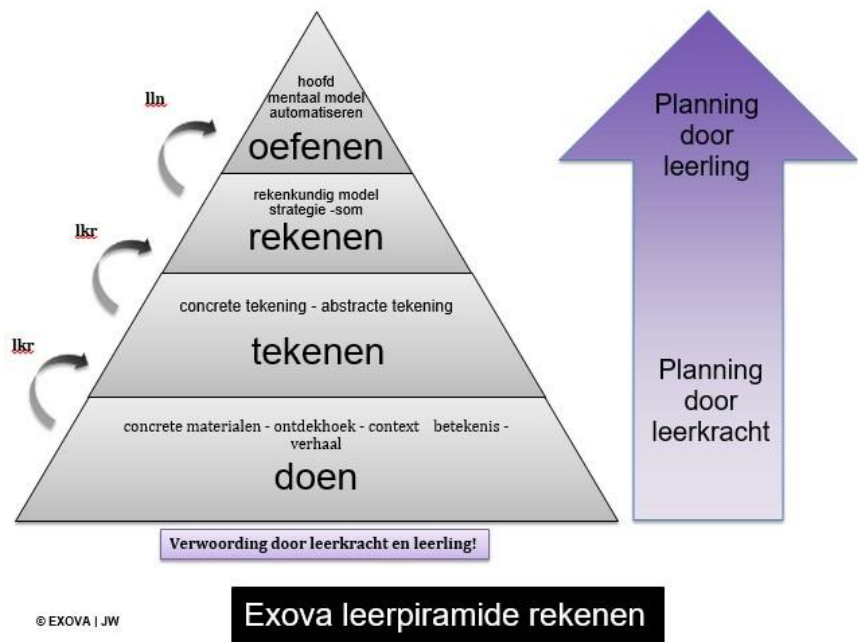 hoofd
mentaal model
automatiseren
oefenen
lln
rekenkundig model
strategie -som
rekenen
lkr
concrete tekening - abstracte tekening
tekenen
lkr
concrete materialen - ontdekhoek - context betekenis -
verhaal
doen
Verwoording door leerkracht en leerling!
Planning
door
leerling
Planning
door
leerkracht
© EXOVA | JW
Exova leerpiramide rekenen